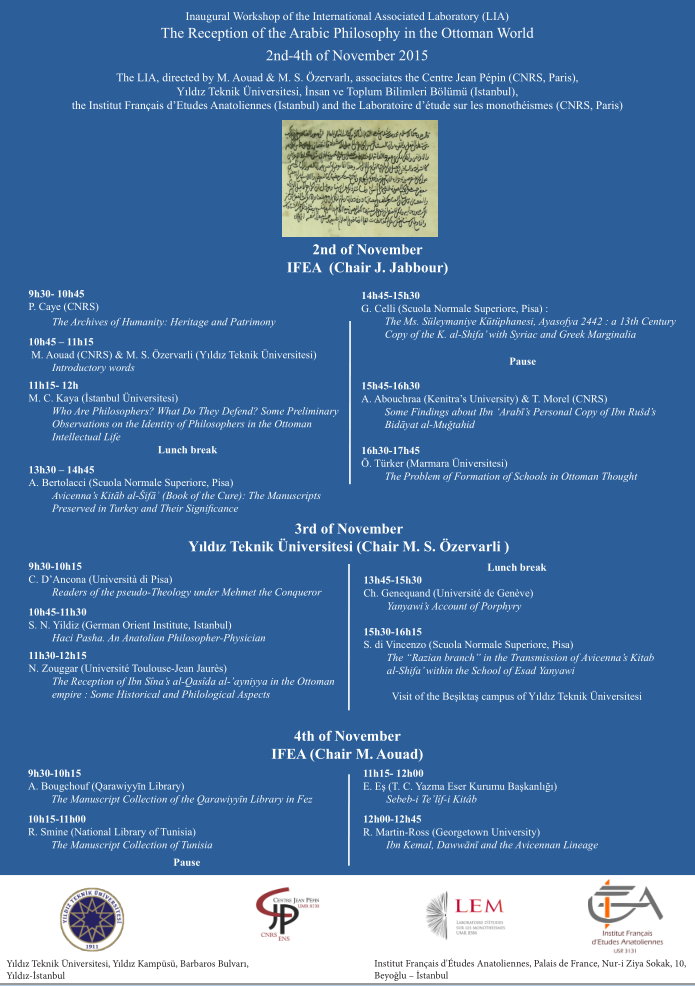 Inaugural Workshop of the International Associated Laboratory (LIA)
The Reception of the Arabic Philosophy in the Ottoman World
2nd-4th of November 2015
The LIA, directed by M. Aouad & M. S. Özervarlı, associates the Centre Jean Pépin (CNRS, Paris),
Yıldız Teknik Üniversitesi, İnsan ve Toplum Bilimleri Bölümü (Istanbul),
the Institut Français d’Etudes Anatoliennes (Istanbul) and the Laboratoire d’étude sur les monothéismes (CNRS, Paris)
2nd of November
IFEA (Chair J. Jabbour)
9h30- 10h45
P. Caye (CNRS)
The Archives of Humanity: Heritage and Patrimony
10h45 – 11h15
M. Aouad (CNRS) & M. S. Özervarli (Yıldız Teknik Üniversitesi)
Introductory words
11h15- 12h
M. C. Kaya (İstanbul Üniversitesi)
Who Are Philosophers? What Do They Defend? Some Preliminary
Observations on the Identity of Philosophers in the Ottoman
Intellectual Life
Lunch break
13h30 – 14h45
A. Bertolacci (Scuola Normale Superiore, Pisa)
Avicenna’s Kitāb al-Šifāʾ (Book of the Cure): The Manuscripts
Preserved in Turkey and Their Significance
14h45-15h30
G. Celli (Scuola Normale Superiore, Pisa) :
The Ms. Süleymaniye Kütüphanesi, Ayasofya 2442 : a 13th Century
Copy of the K. al-Shifa’ with Syriac and Greek Marginalia
Pause
15h45-16h30
A. Abouchraa (Kenitra’s University) & T. Morel (CNRS)
Some Findings about Ibn ‘Arabī’s Personal Copy of Ibn Rušd’s
Bidāyat al-Muǧtahid
16h30-17h45
Ö. Türker (Marmara Üniversitesi)
The Problem of Formation of Schools in Ottoman Thought
3rd of November
Yıldız Teknik Üniversitesi (Chair M. S. Özervarli )
9h30-10h15
C. D’Ancona (Università di Pisa)
Readers of the pseudo-Theology under Mehmet the Conqueror
10h45-11h30
S. N. Yildiz (German Orient Institute, Istanbul)
Haci Pasha. An Anatolian Philosopher-Physician
11h30-12h15
N. Zouggar (Université Toulouse-Jean Jaurès)
The Reception of Ibn Sīna’s al-Qasīda al-’ayniyya in the Ottoman
empire : Some Historical and Philological Aspects
Lunch break
13h45-15h30
Ch. Genequand (Université de Genève)
Yanyawi’s Account of Porphyry
15h30-16h15
S. di Vincenzo (Scuola Normale Superiore, Pisa)
The “Razian branch” in the Transmission of Avicenna’s Kitab
al-Shifa’ within the School of Esad Yanyawi
Visit of the Beşiktaş campus of Yıldız Teknik Üniversitesi
4th of November
IFEA (Chair M. Aouad)
9h30-10h15
A. Bougchouf (Qarawiyyīn Library)
The Manuscript Collection of the Qarawiyyīn Library in Fez
10h15-11h00
R. Smine (National Library of Tunisia)
The Manuscript Collection of Tunisia
Pause
11h15- 12h00
E. Eş (T. C. Yazma Eser Kurumu Başkanlığı)
Sebeb-i Te’līf-i Kitāb
12h00-12h45
R. Martin-Ross (Georgetown University)
Ibn Kemal, Dawwānī and the Avicennan Lineage
YILDIZ TEKNİK ÜNİVERSİTESİ
1911
CENTRE JEAN PÉPIN
UMR 8230
CJP
CNRS
ENS
LEM
LABORATOIRE D'ÉTUDES
SUR LES MONOTHÉISMES
UMR 8584
IFEA
Institut Français
d'Etudes Anatoliennes
USR 3131
Yıldız Teknik Üniversitesi, Yıldız Kampüsü, Barbaros Bulvarı,
Yıldız-İstanbul
Institut Français d'Études Anatoliennes, Palais de France, Nur-i Ziya Sokak, 10,
Beyoğlu – İstanbul